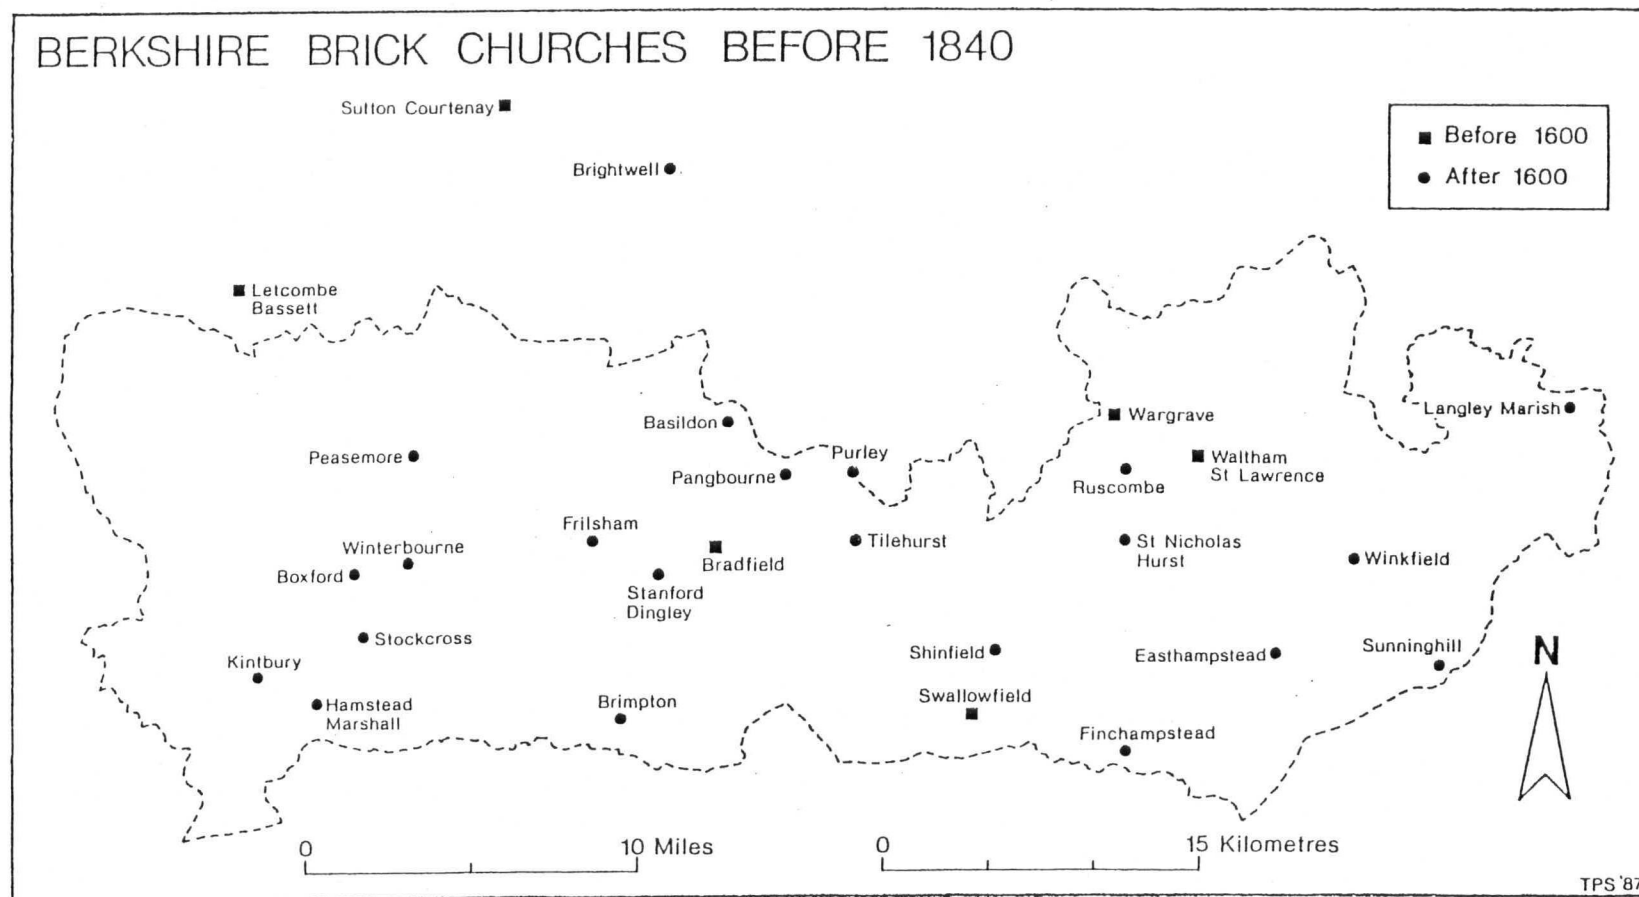 BERKSHIRE BRICK CHURCHES BEFORE 1840
Sutton Courtenay
Before 1600
After 1600
Brightwell
Letcombe
Bassett
Basildon
Wargrave
Langley Marish
Peasemore
Pangbourne
Purley
Ruscombe
Waltham
St Lawrence
Frilsham
Winterbourne
Boxford
Bradfield
Stanford
Dingley
Tilehurst
St Nicholas
Hurst
Winkfield
Stockcross
Kintbury
Hamstead
Marshall
Brimpton
Shinfield
Swallowfield
Easthampstead
Sunninghill
Finchampstead
N
0
10 Miles
0
15 Kilometres
TPS '87